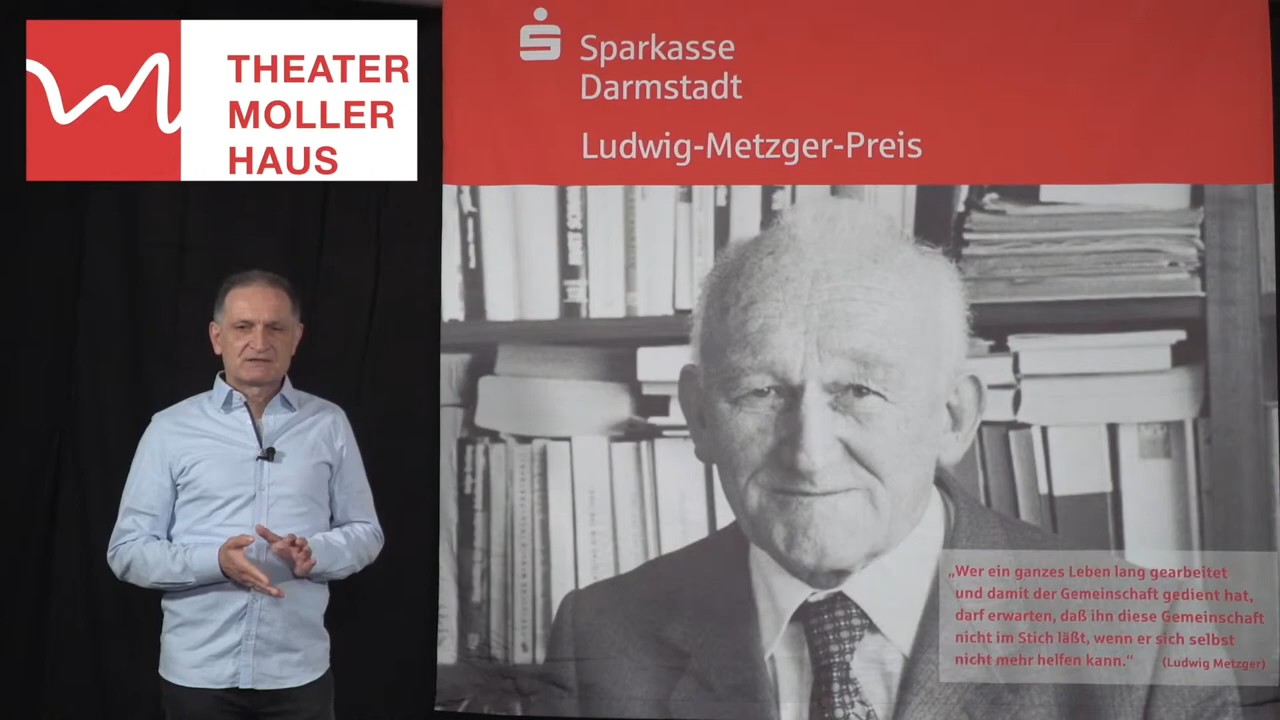 THEATER
MOLLER
HAUS
Sparkasse
Darmstadt
Ludwig-Metzger-Preis
„Wer ein ganzes Leben lang gearbeitet
und damit der Gemeinschaft gedient hat,
darf erwarten, daß ihn diese Gemeinschaft
nicht im Stich läßt, wenn er sich selbst
nicht mehr helfen kann.“ (Ludwig Metzger)